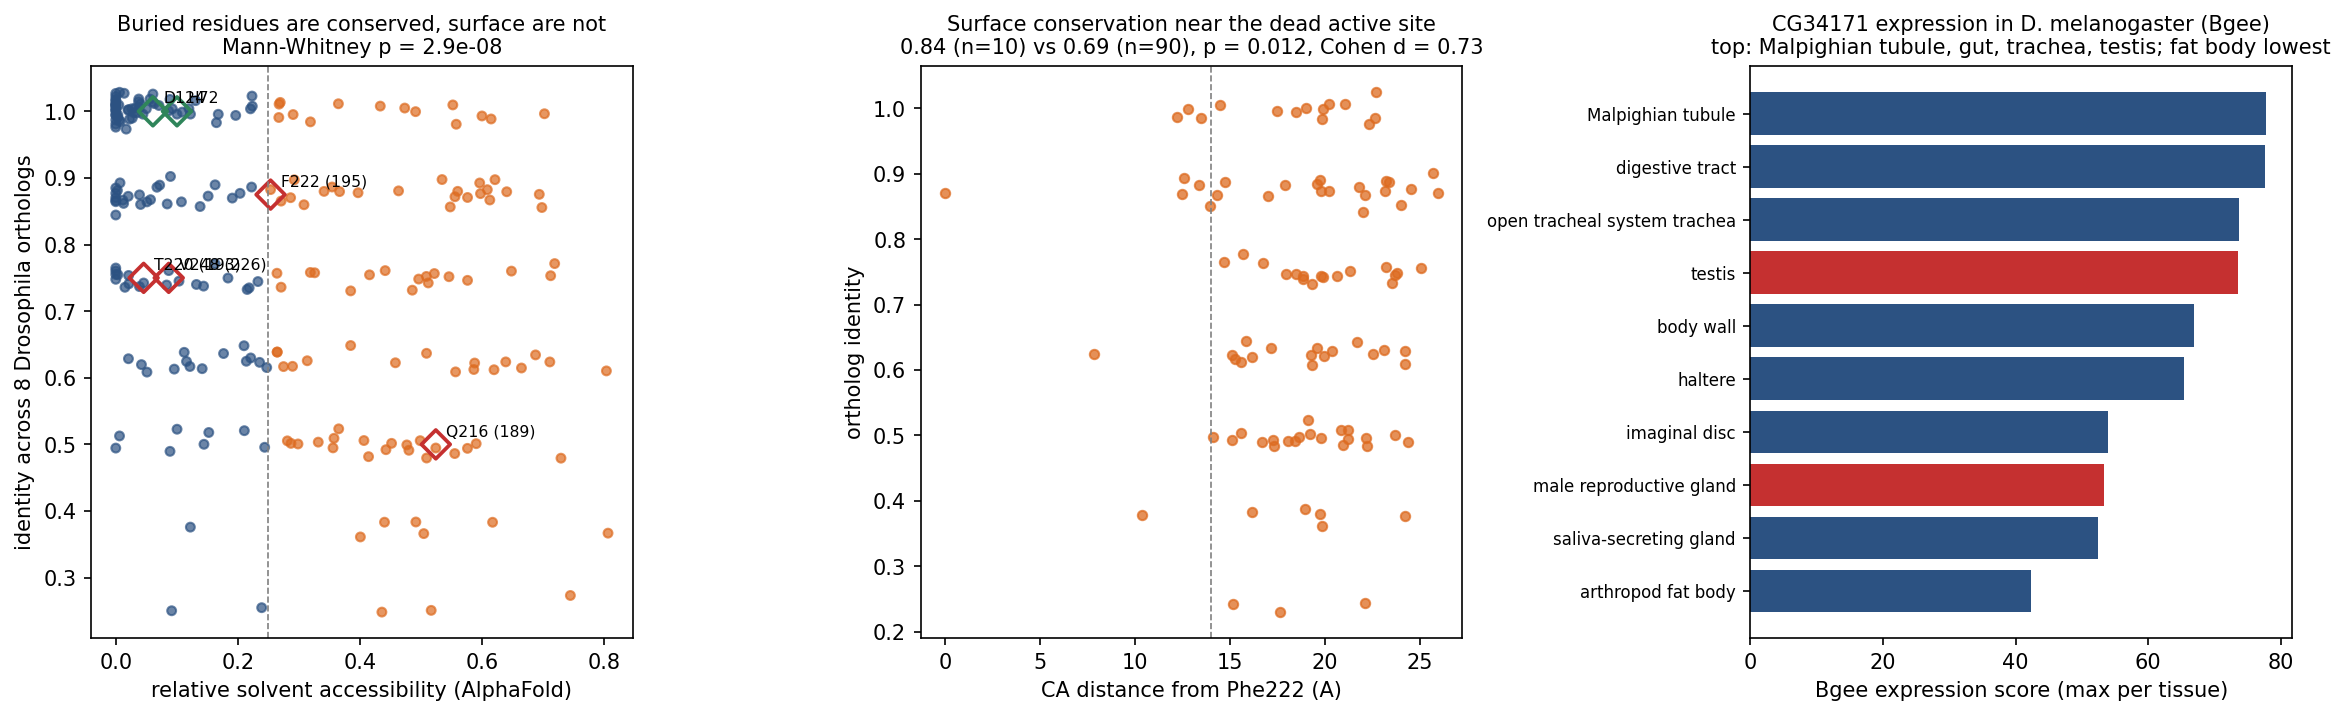 Buried residues are conserved, surface are not
Mann-Whitney p = 2.9e-08
identity across 8 Drosophila orthologs
1.0
0.9
0.8
0.7
0.6
0.5
0.4
0.3
D124
H72
F222 (195)
T220 (193)
V248 (226)
Q216 (189)
0.0
0.2
0.4
0.6
0.8
relative solvent accessibility (AlphaFold)
Surface conservation near the dead active site
0.84 (n=10) vs 0.69 (n=90), p = 0.012, Cohen d = 0.73
ortholog identity
1.0
0.9
0.8
0.7
0.6
0.5
0.4
0.3
0.2
0
5
10
15
20
25
CA distance from Phe222 (A)
CG34171 expression in D. melanogaster (Bgee)
top: Malpighian tubule, gut, trachea, testis; fat body lowest
Malpighian tubule
digestive tract
open tracheal system trachea
testis
body wall
haltere
imaginal disc
male reproductive gland
saliva-secreting gland
arthropod fat body
0
20
40
60
80
Bgee expression score (max per tissue)